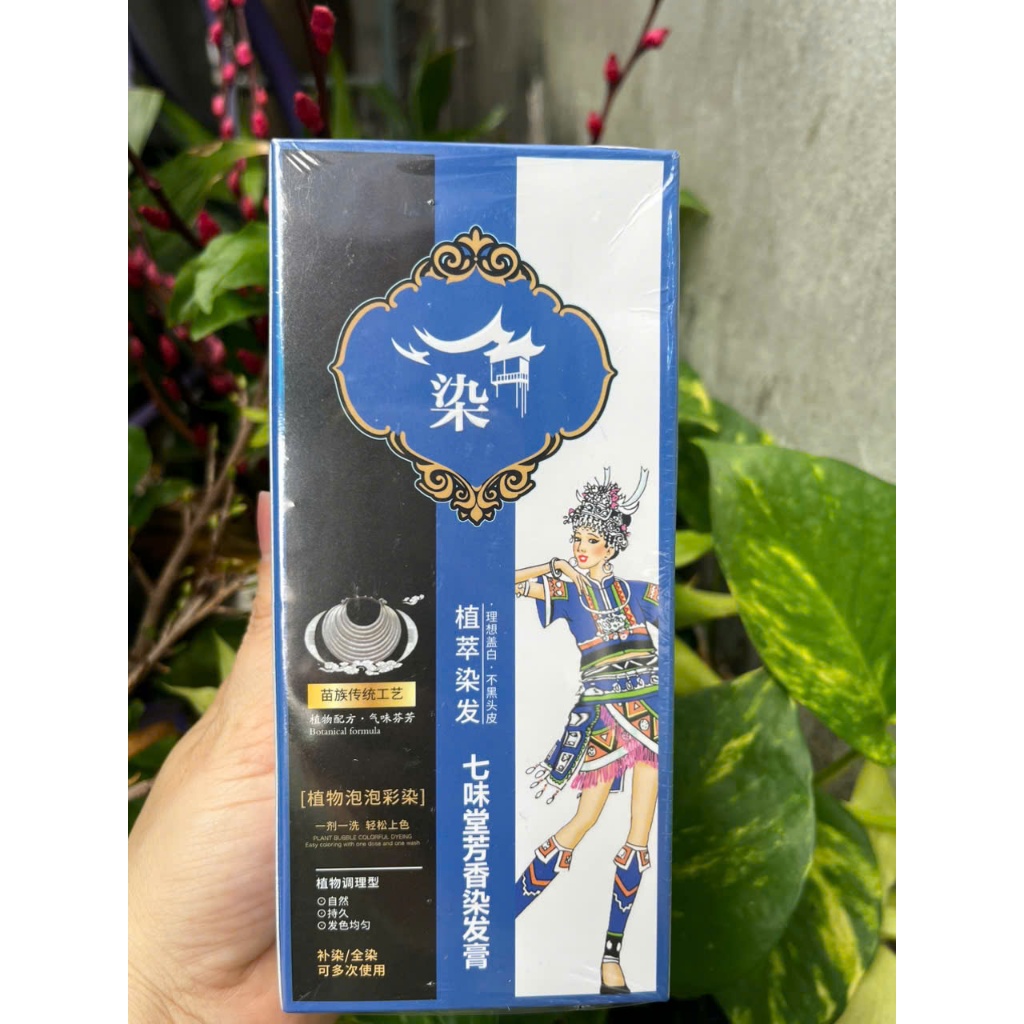 染
植萃染发
·理想盖白·不黑头皮
七味堂芳香染发膏
苗族传统工艺
植物配方·气味芬芳
Botanical formula
[植物泡泡彩染]
一剂一洗 轻松上色
PLANT BUBBLE COLORFUL DYEING
Easy coloring with one dose and one wash
植物调理型
⊙自然
⊙持久
⊙发色均匀
补染/全染
可多次使用